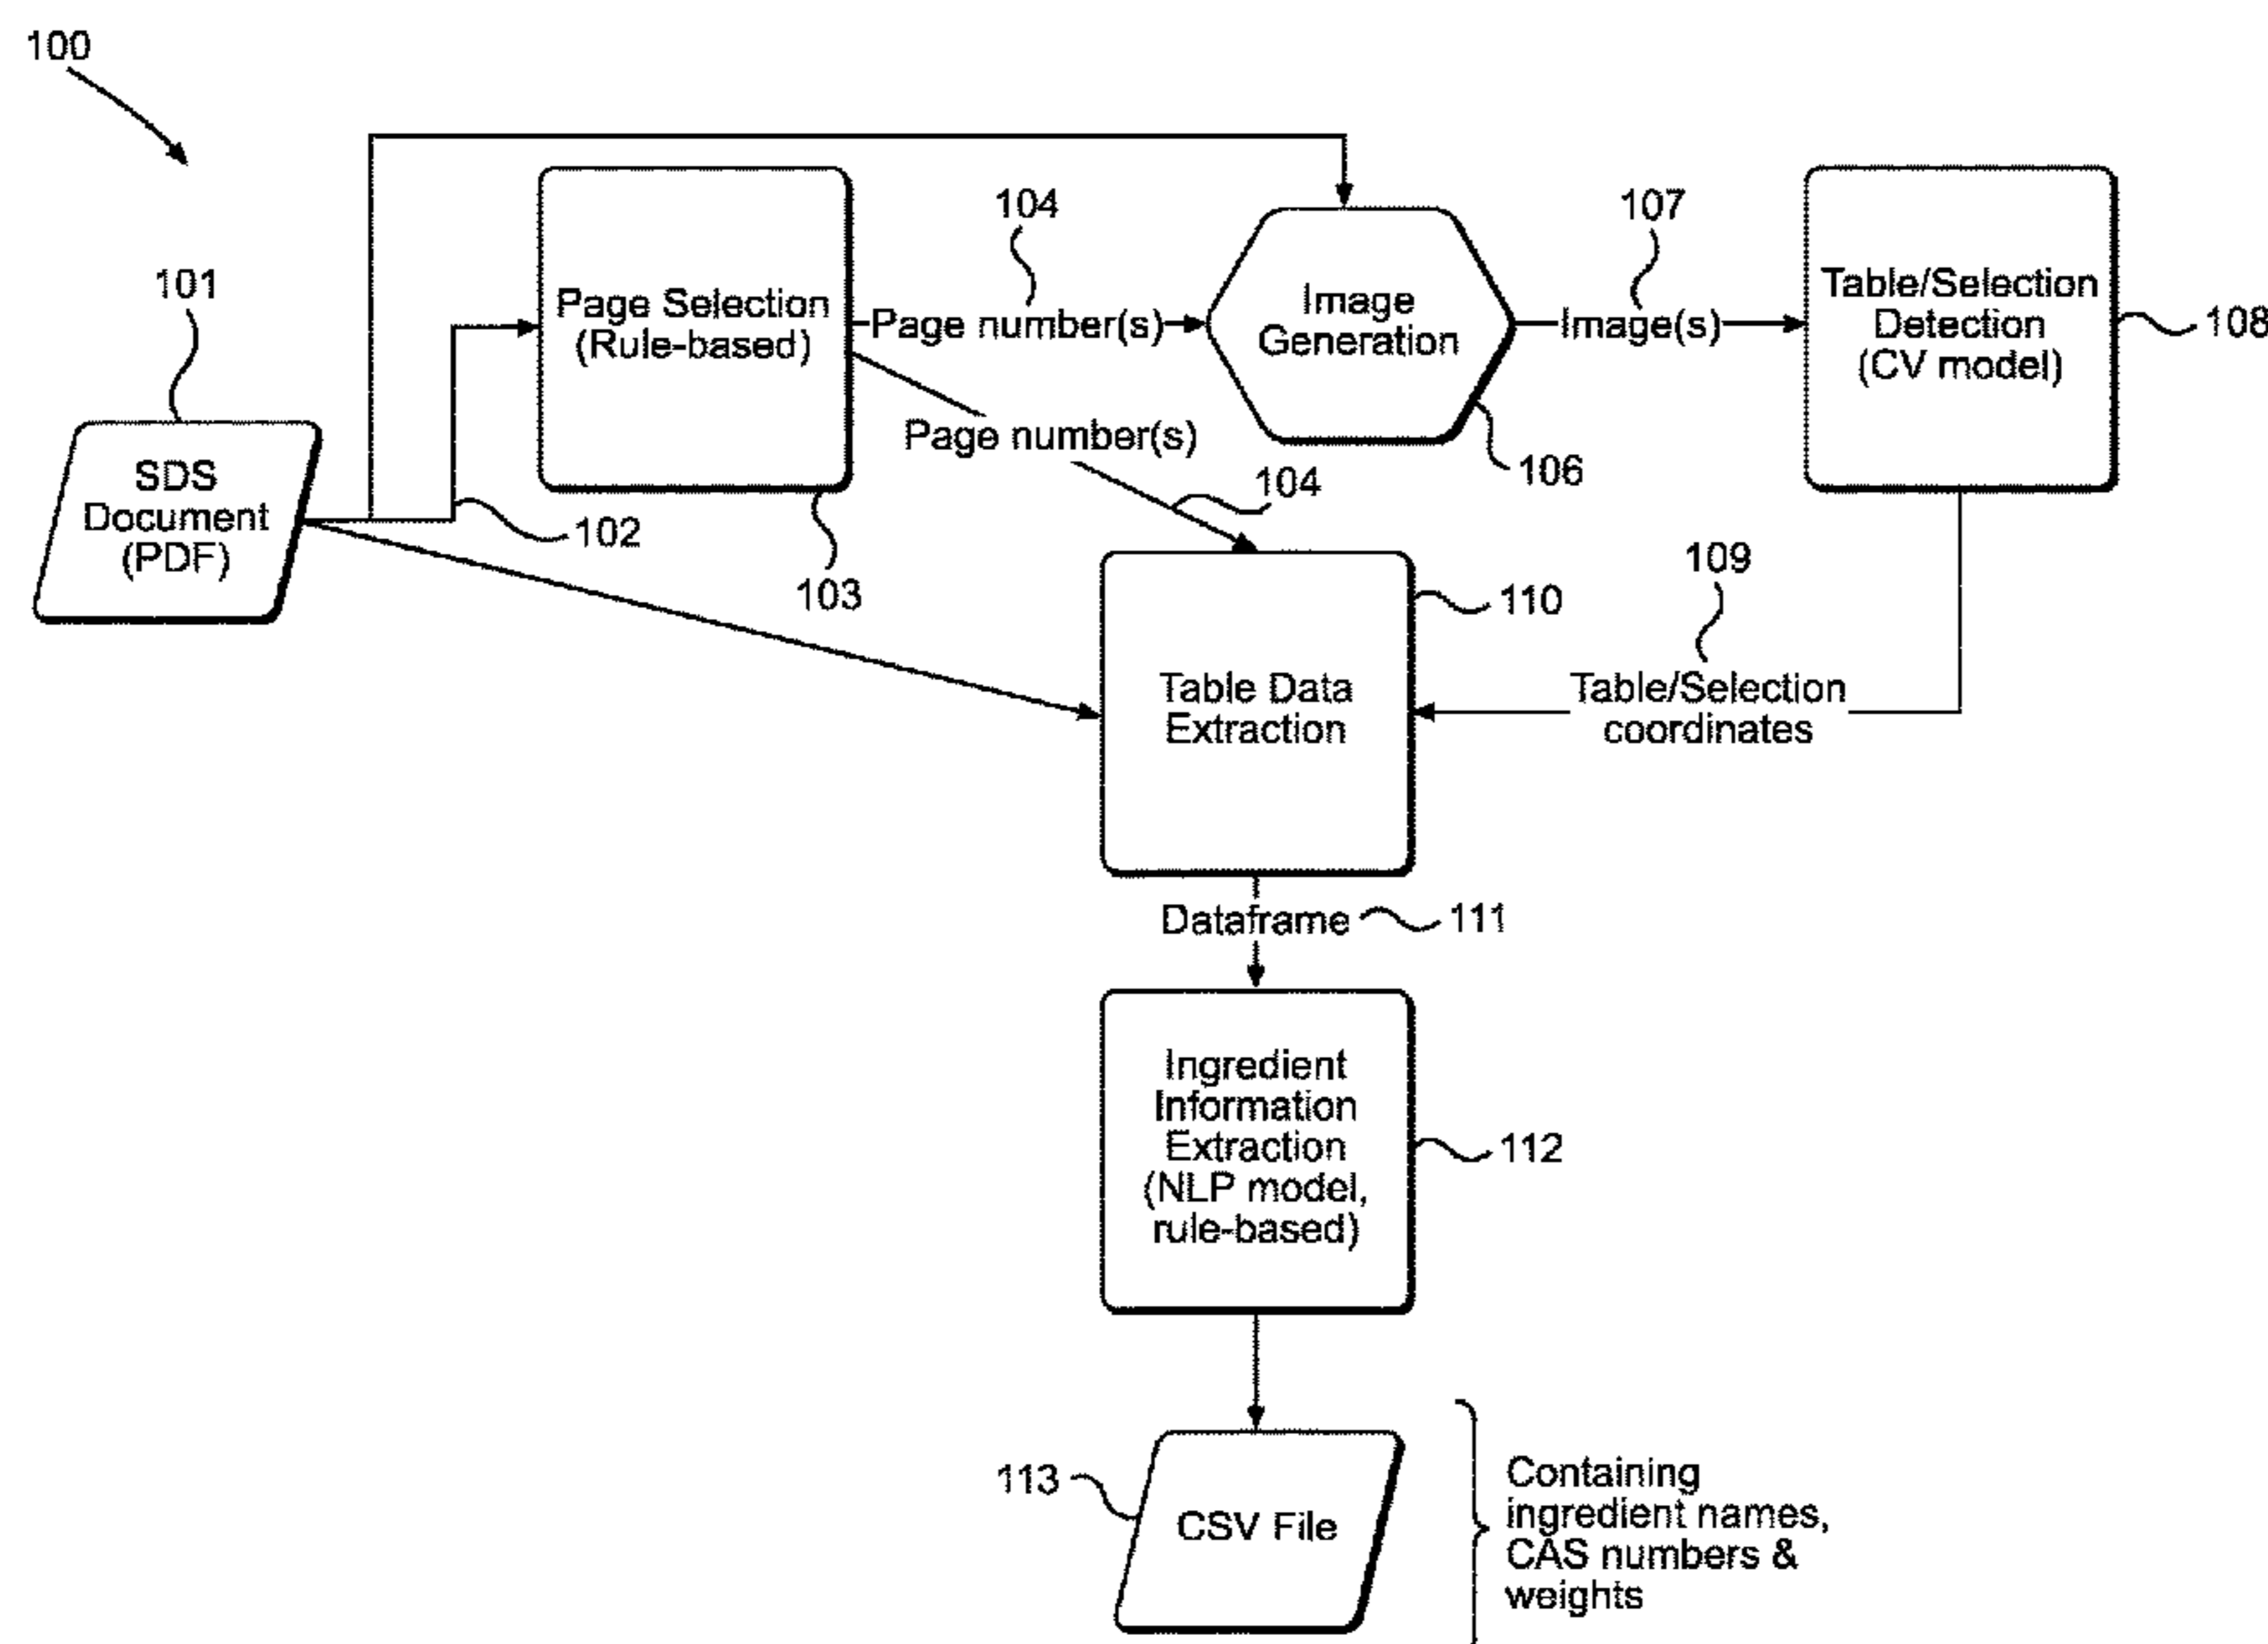 100
101
SDS
Document
(PDF)
102
Page Selection
(Rule-based)
103
104
Page number(s)
Page number(s)
104
Image
Generation
106
107
Image(s)
Table/Selection
Detection
(CV model)
108
109
Table/Selection
coordinates
110
Table Data
Extraction
Dataframe
111
Ingredient
Information
Extraction
(NLP model,
rule-based)
112
113
CSV File
Containing
ingredient names,
CAS numbers &
weights